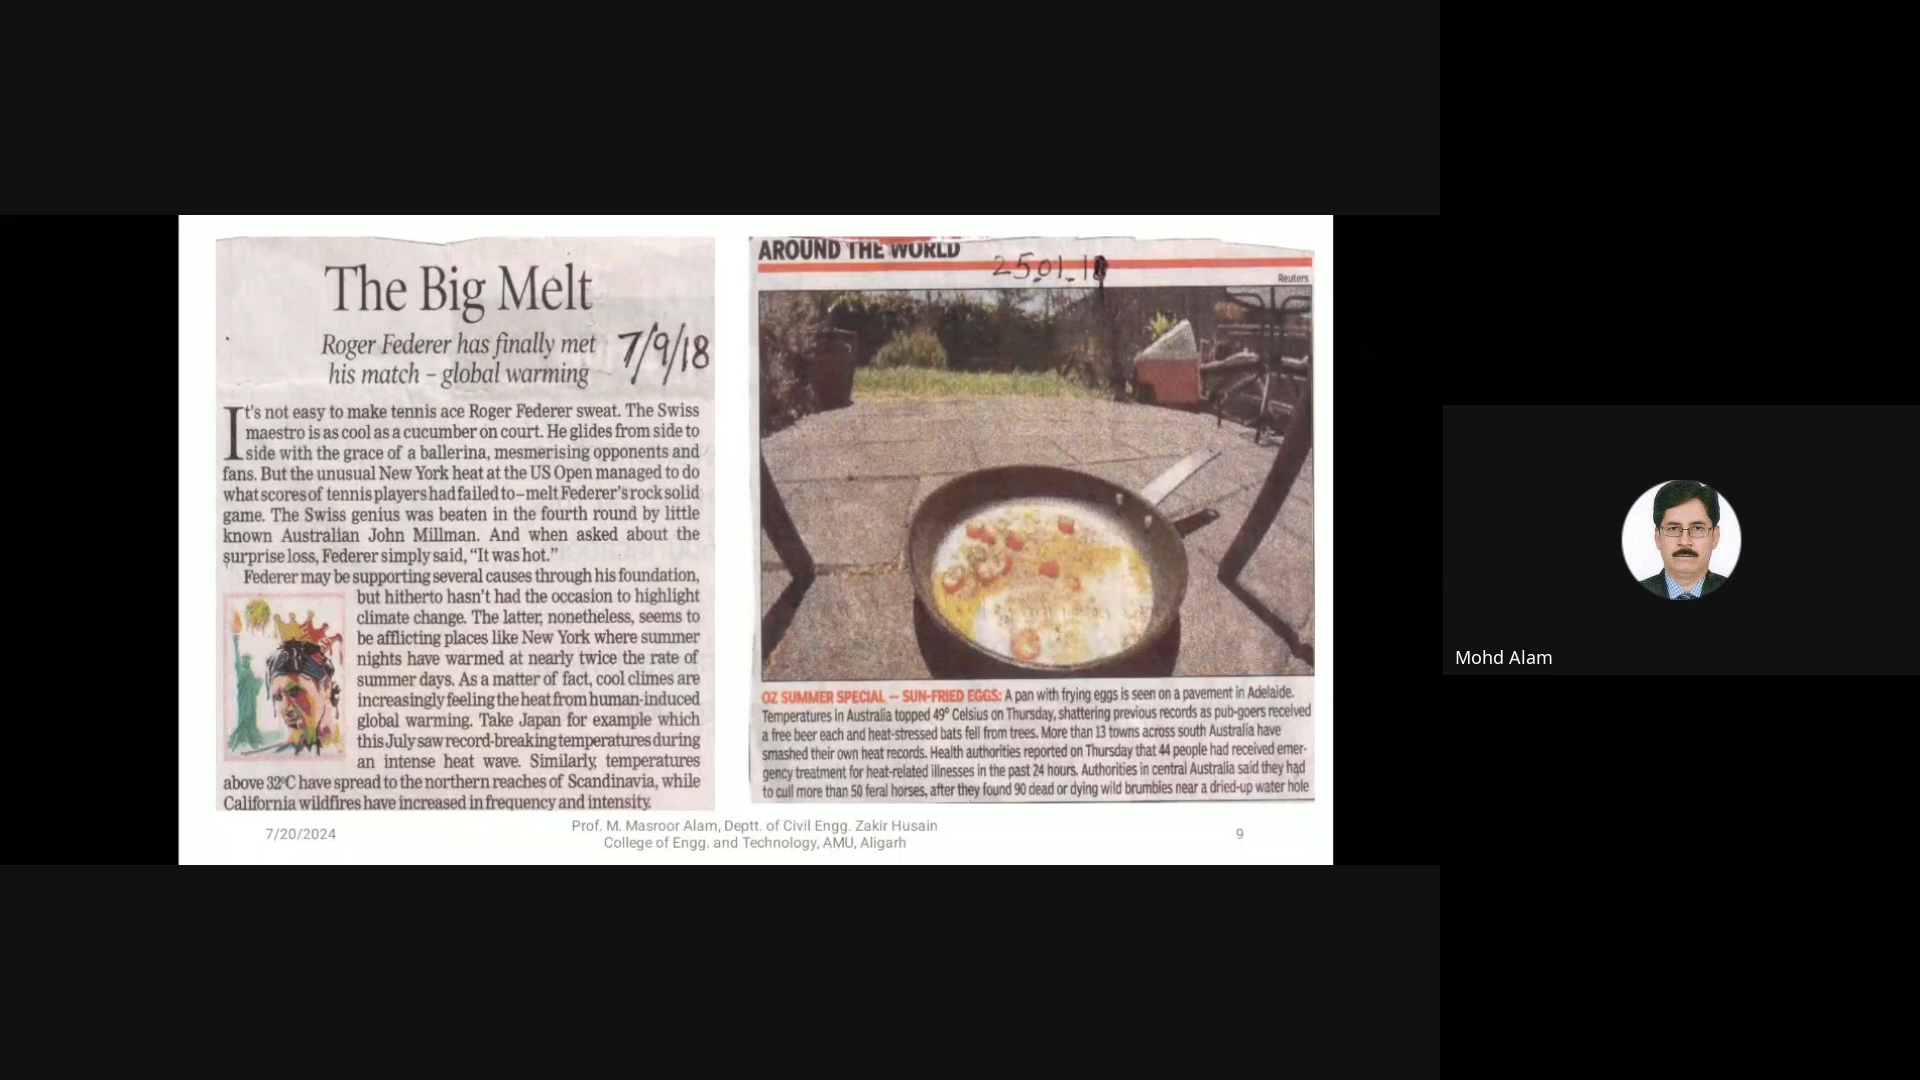 The Big Melt
Roger Federer has finally met
his match – global warming
7/9/18
It's not easy to make tennis ace Roger Federer sweat. The Swiss
maestro is as cool as a cucumber on court. He glides from side to
side with the grace of a ballerina, mesmerising opponents and
fans. But the unusual New York heat at the US Open managed to do
what scores of tennis players had failed to – melt Federer's rock solid
game. The Swiss genius was beaten in the fourth round by little
known Australian John Millman. And when asked about the
surprise loss, Federer simply said, “It was hot.”
Federer may be supporting several causes through his foundation,
but hitherto hasn't had the occasion to highlight
climate change. The latter, nonetheless, seems to
be afflicting places like New York where summer
nights have warmed at nearly twice the rate of
summer days. As a matter of fact, cool climes are
increasingly feeling the heat from human-induced
global warming. Take Japan for example which
this July saw record-breaking temperatures during
an intense heat wave. Similarly, temperatures
above 32°C have spread to the northern reaches of Scandinavia, while
California wildfires have increased in frequency and intensity.
AROUND THE WORLD
Reuters
OZ SUMMER SPECIAL — SUN-FRIED EGGS: A pan with frying eggs is seen on a pavement in Adelaide.
Temperatures in Australia topped 49° Celsius on Thursday, shattering previous records as pub-goers received
a free beer each and heat-stressed bats fell from trees. More than 13 towns across south Australia have
smashed their own heat records. Health authorities reported on Thursday that 44 people had received emer-
gency treatment for heat-related illnesses in the past 24 hours. Authorities in central Australia said they had
to cull more than 50 feral horses, after they found 90 dead or dying wild brumbies near a dried-up water hole
7/20/2024
Prof. M. Masroor Alam, Deptt. of Civil Engg. Zakir Husain
College of Engg. and Technology, AMU, Aligarh
9
Mohd Alam